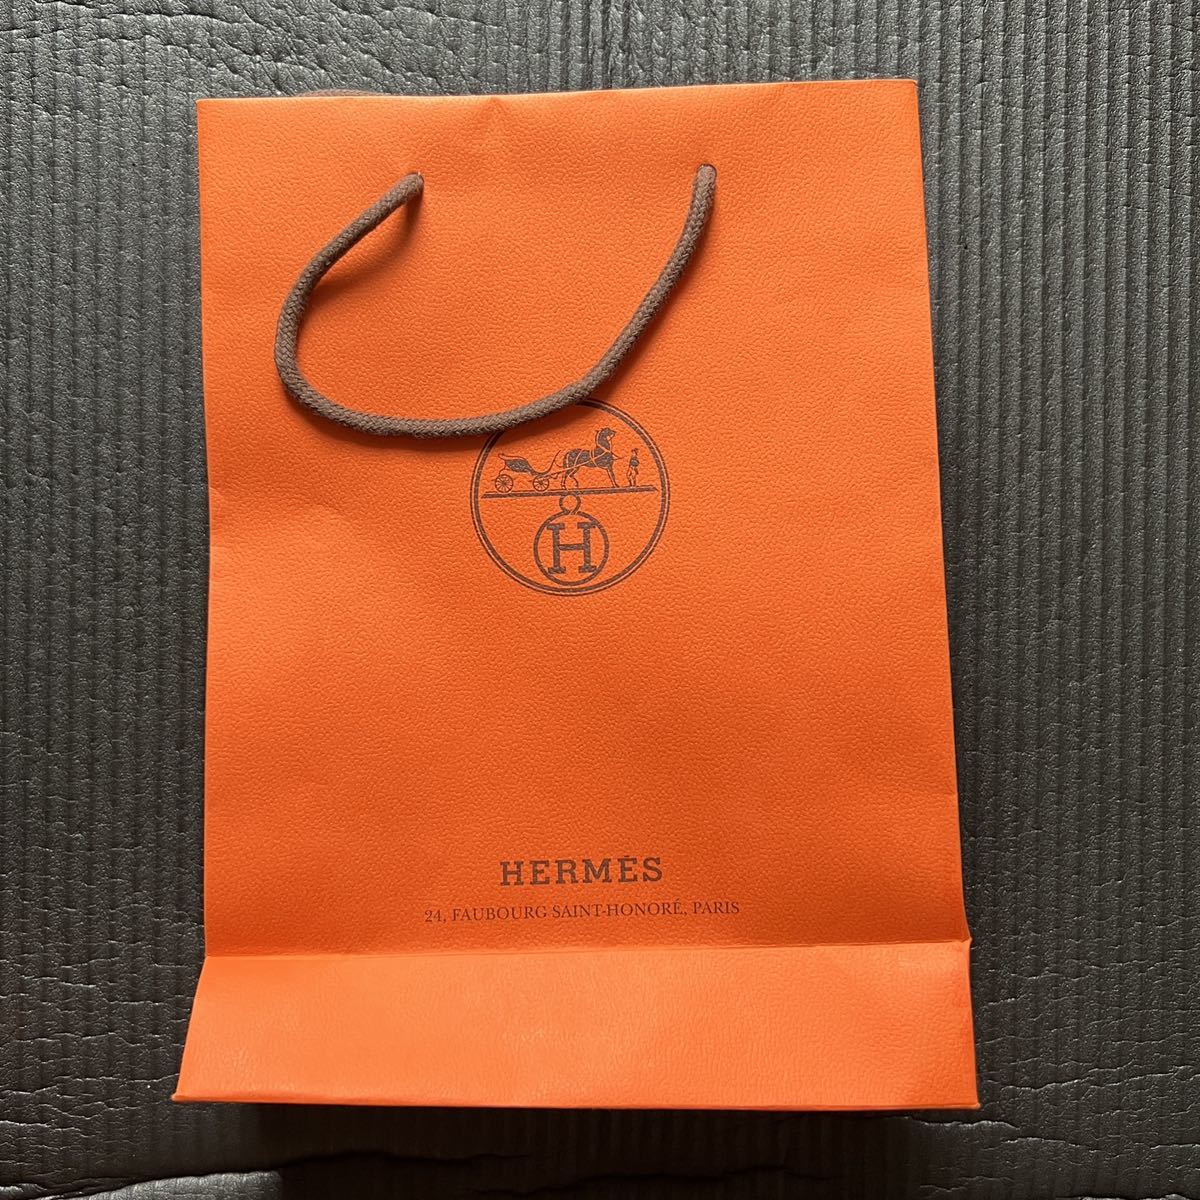 H
HERMÈS
24, FAUBOURG SAINT-HONORÉ, PARIS